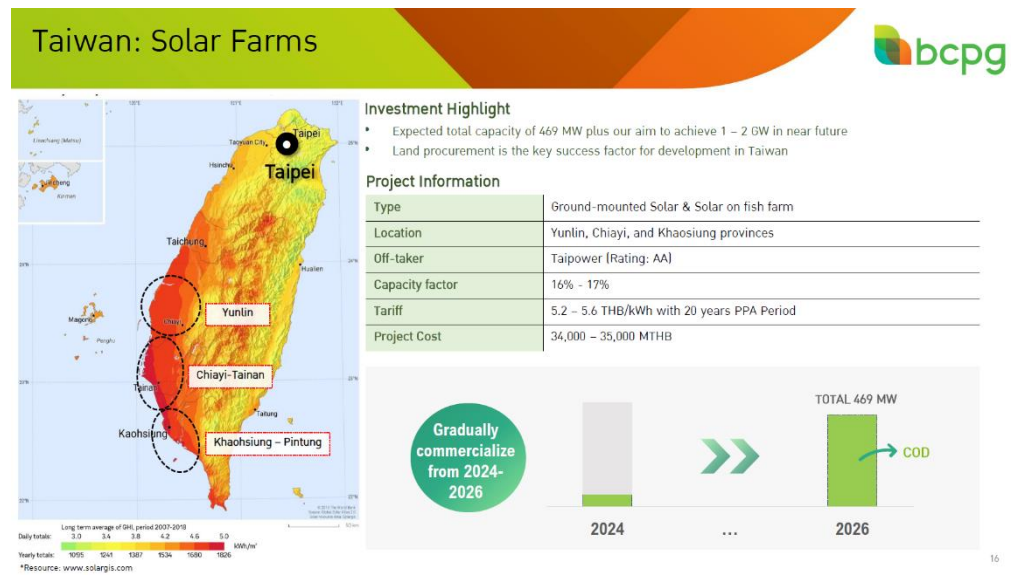 Taiwan: Solar Farms
bcpg
Investment Highlight
• Expected total capacity of 469 MW plus our aim to achieve 1 – 2 GW in near future
• Land procurement is the key success factor for development in Taiwan
Project Information
Type Ground-mounted Solar & Solar on fish farm
Location Yunlin, Chiayi, and Khaosiung provinces
Off-taker Taipower (Rating: AA)
Capacity factor 16% - 17%
Tariff 5.2 – 5.6 THB/kWh with 20 years PPA Period
Project Cost 34,000 – 35,000 MTHB
Taipei
Taoyuan City
Taipei
Hsinchu
Taichung
Hualien
Yunlin
Chiayi
Magong
Penghu
Chiayi-Tainan
Tainan
Taitung
Kaohsiung
Khaohsiung – Pintung
Long term average of GHI, period 2007-2018
Daily totals: 3.0 3.4 3.8 4.2 4.6 5.0
kWh/m²
Yearly totals: 1095 1241 1387 1534 1680 1826
*Resource: www.solargis.com
Gradually
commercialize
from 2024-
2026
TOTAL 469 MW
COD
2024 ... 2026
16